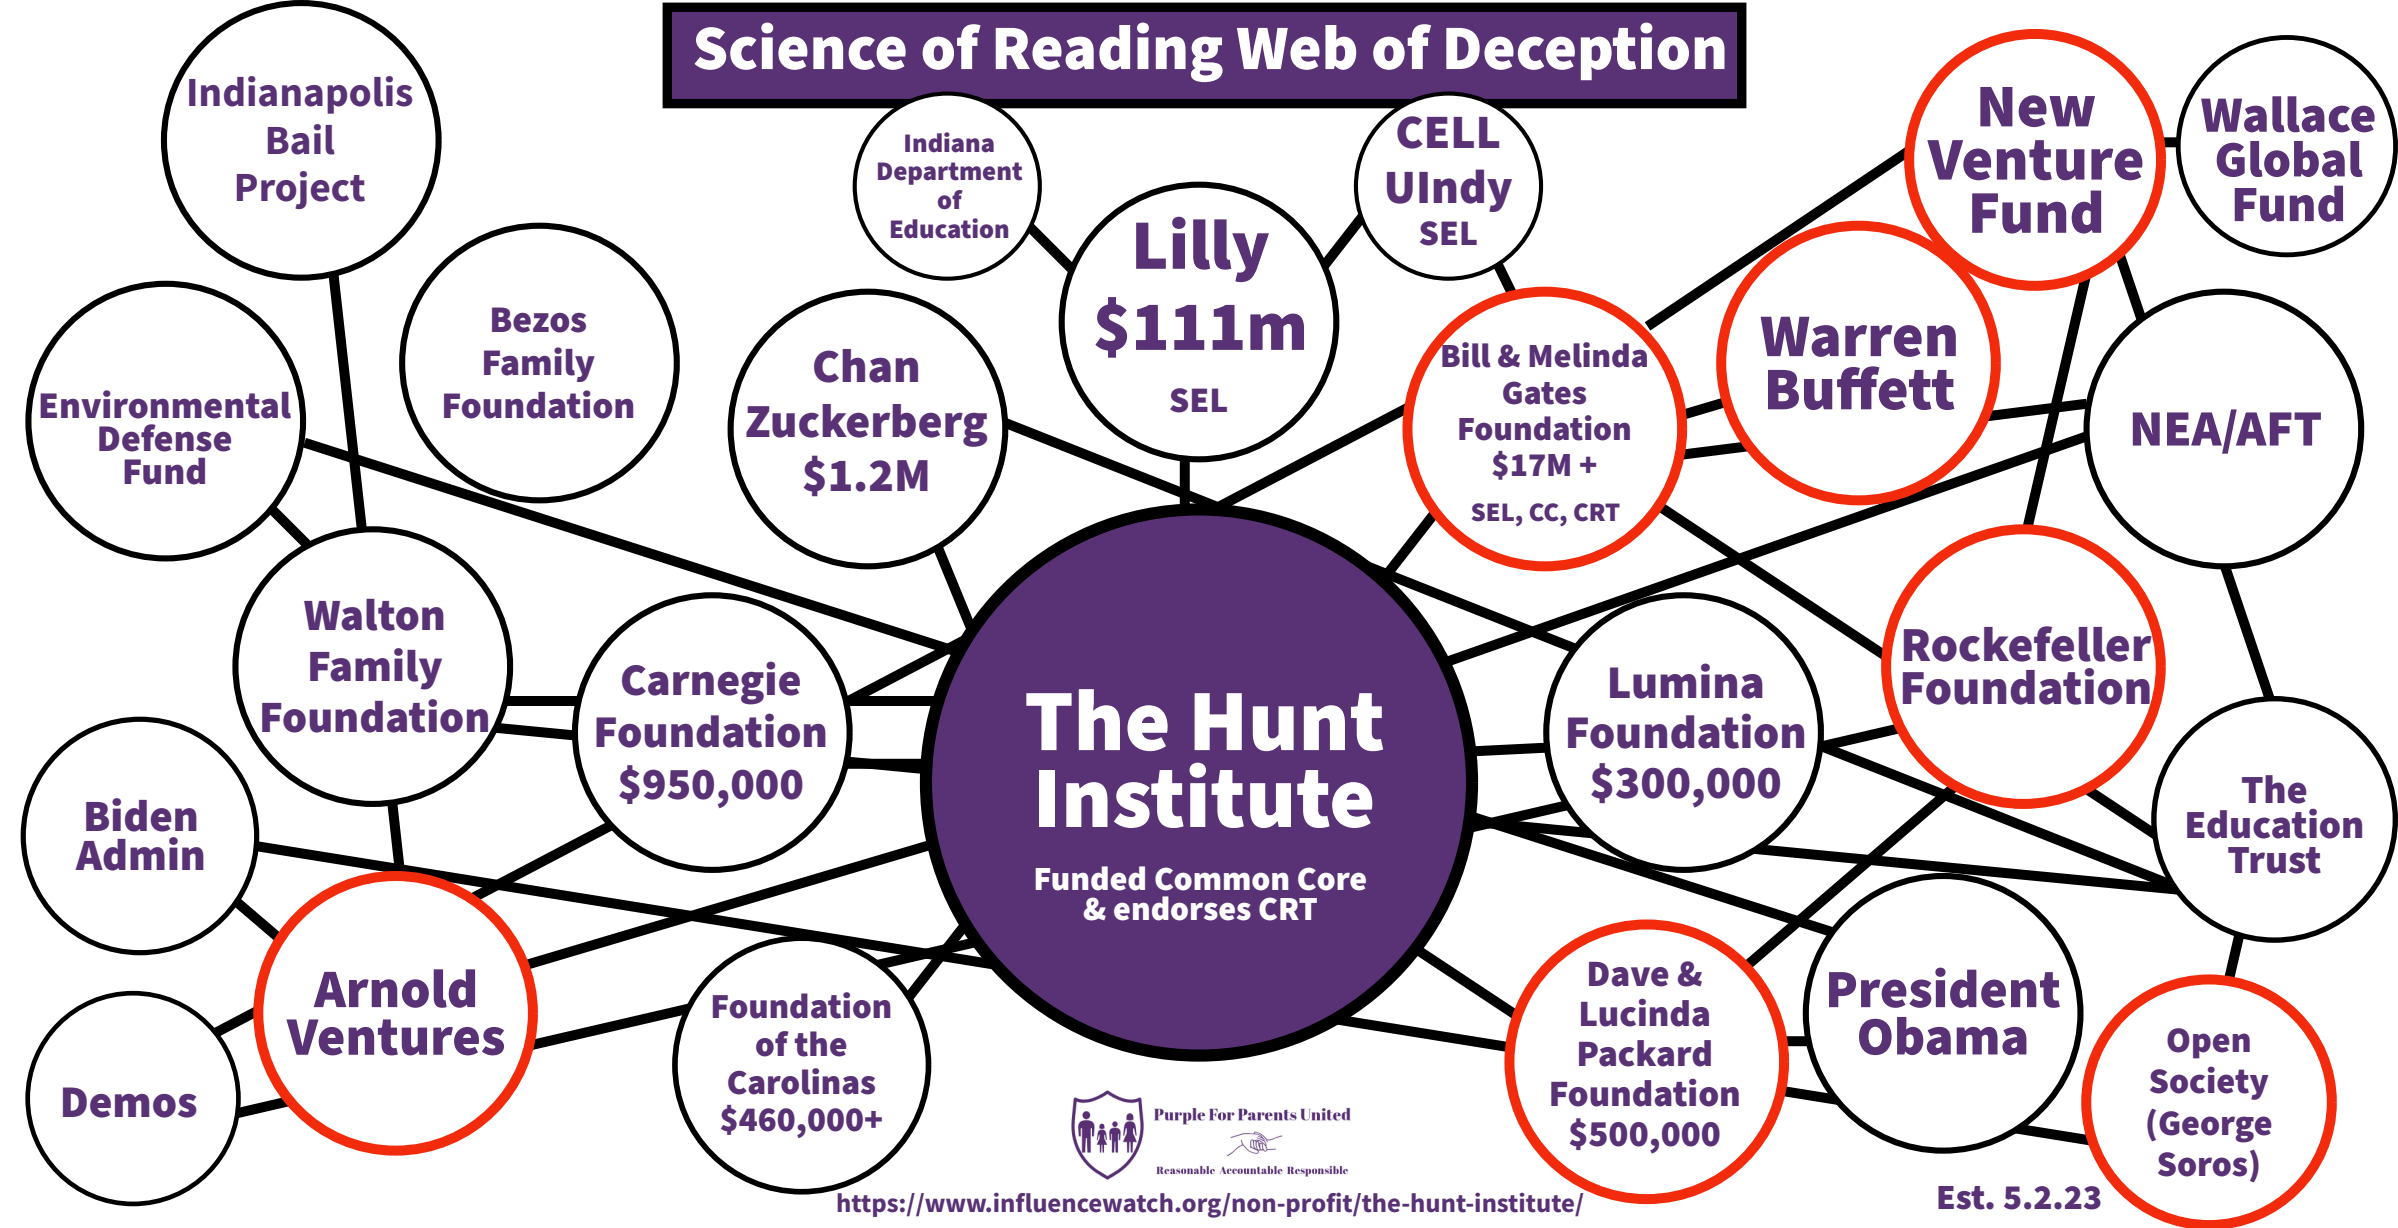 Science of Reading Web of Deception
Indianapolis
Bail
Project
Indiana
Department
of
Education
CELL
UIndy
SEL
New
Venture
Fund
Wallace
Global
Fund
Environmental
Defense
Fund
Bezos
Family
Foundation
Chan
Zuckerberg
$1.2M
Lilly
$111m
SEL
Bill & Melinda
Gates
Foundation
$17M +
SEL, CC, CRT
Warren
Buffett
NEA/AFT
Walton
Family
Foundation
Carnegie
Foundation
$950,000
The Hunt
Institute
Funded Common Core
& endorses CRT
Lumina
Foundation
$300,000
Rockefeller
Foundation
Biden
Admin
The
Education
Trust
Arnold
Ventures
Demos
Foundation
of the
Carolinas
$460,000+
Dave &
Lucinda
Packard
Foundation
$500,000
President
Obama
Open
Society
(George
Soros)
Purple For Parents United
Reasonable Accountable Responsible
https://www.influencewatch.org/non-profit/the-hunt-institute/
Est. 5.2.23